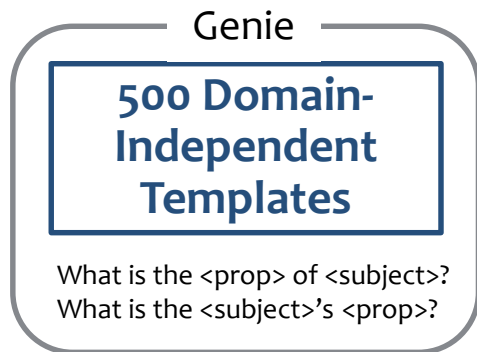 Genie
500 Domain-
Independent
Templates
What is the <prop> of <subject>?
What is the <subject>’s <prop>?